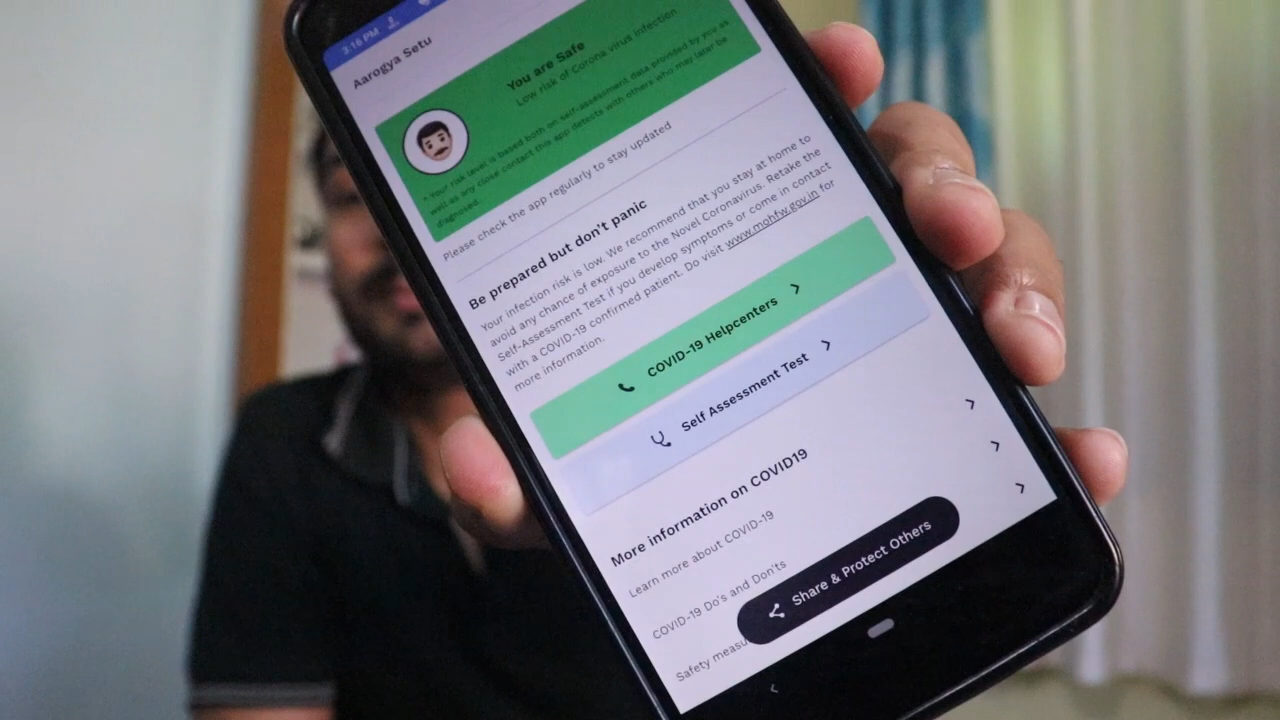 3:16 PM
Aarogya Setu
You are Safe
Low risk of Corona virus infection
* Your risk level is based both on self-assessment data provided by you as
well as any close contact this app detects with others who may later be
diagnosed.
Please check the app regularly to stay updated
Be prepared but don't panic
Your infection risk is low. We recommend that you stay at home to
avoid any chance of exposure to the Novel Coronavirus. Retake the
Self-Assessment Test if you develop symptoms or come in contact
with a COVID-19 confirmed patient. Do visit www.mohfw.gov.in for
more information.
COVID-19 Helpcenters
Self Assessment Test
More information on COVID19
Learn more about COVID-19
COVID-19 Do's and Don'ts
Safety measu
Share & Protect Others